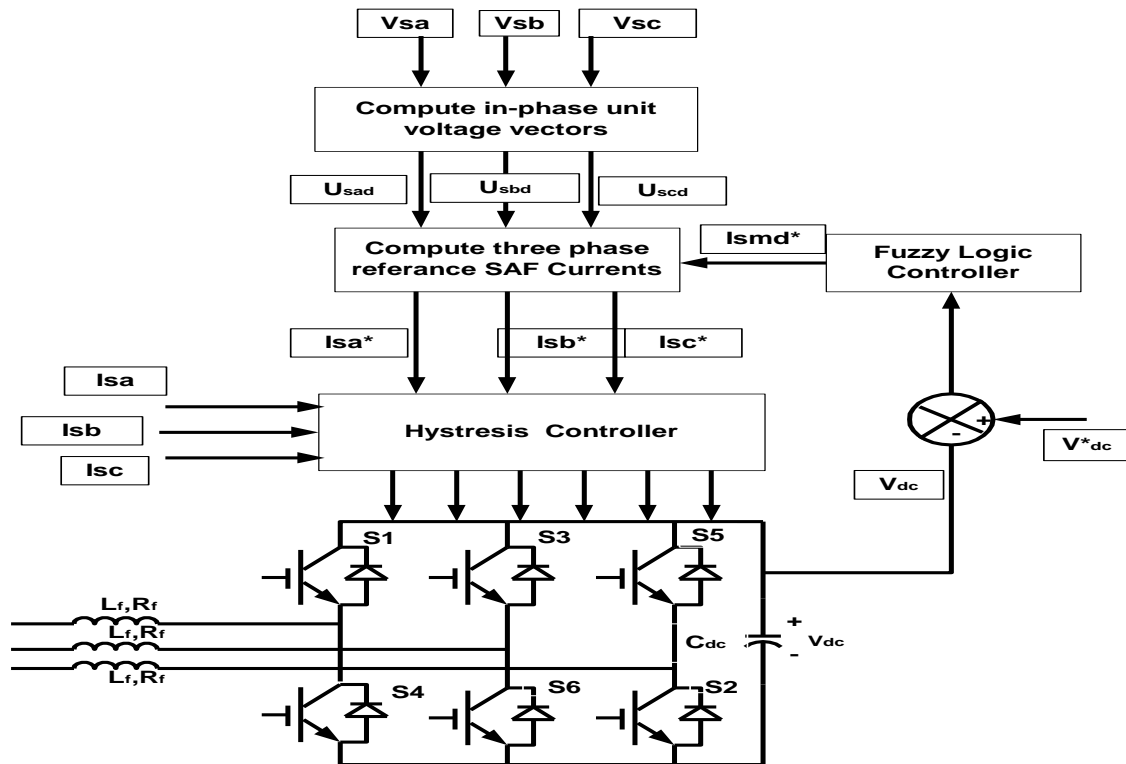 Vsa
Vsb
Vsc
Compute in-phase unit
voltage vectors
Usad
Usbd
Uscd
Compute three phase
referance SAF Currents
Ismd*
Fuzzy Logic
Controller
Isa*
Isb*
Isc*
Isa
Isb
Isc
Hystresis Controller
+
-
V*dc
Vdc
S1
S3
S5
Lf,Rf
Lf,Rf
Lf,Rf
Cdc
+
Vdc
-
S4
S6
S2